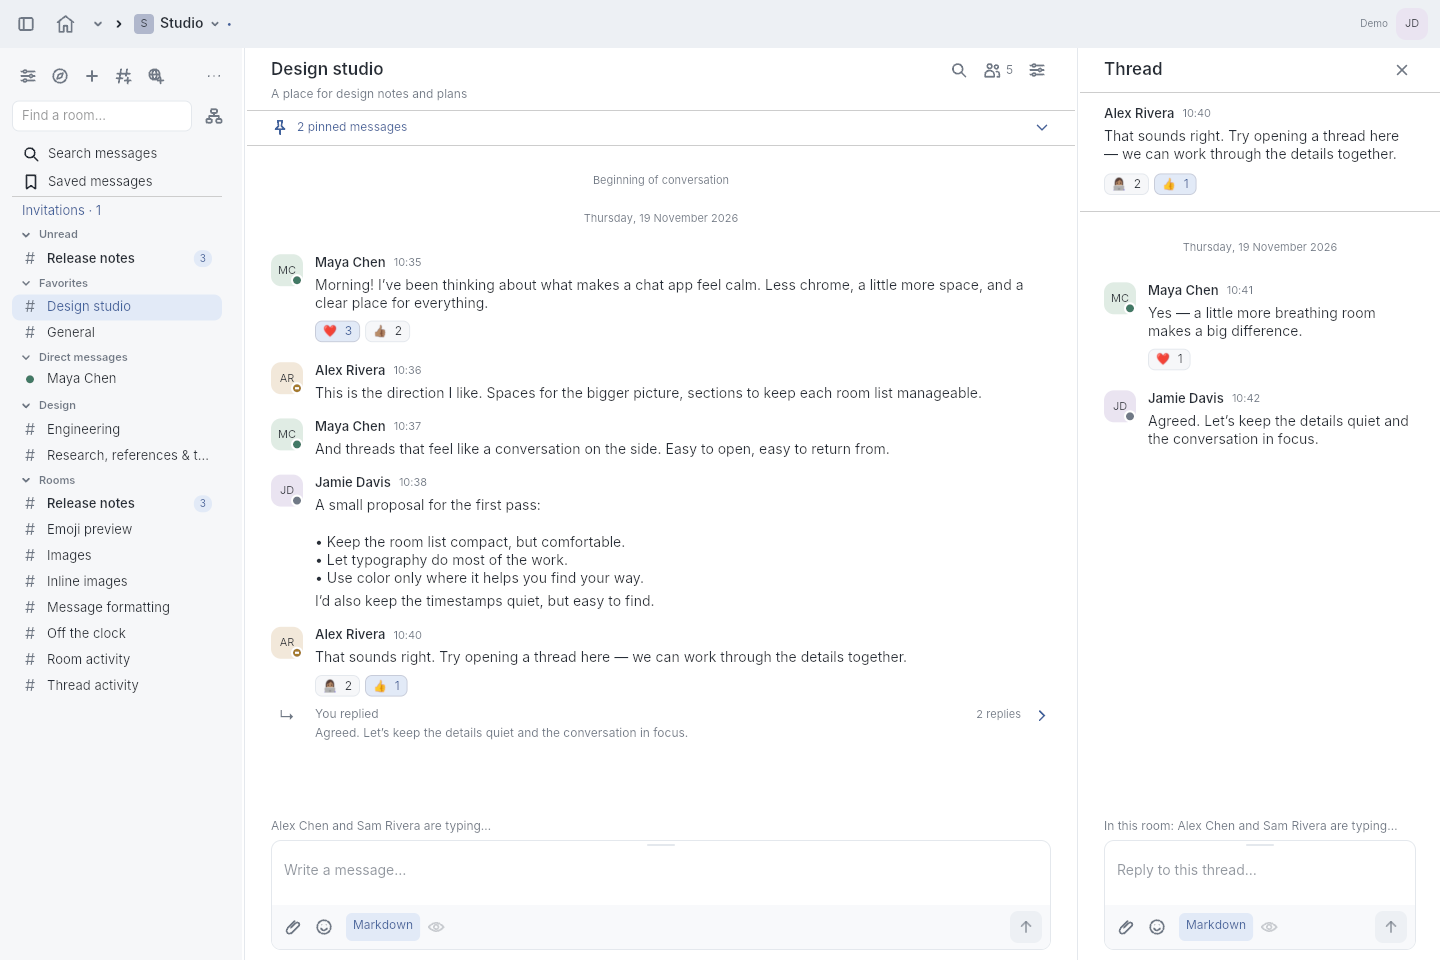 S Studio
Demo JD
Find a room...
Search messages
Saved messages
Invitations · 1
Unread
# Release notes 3
Favorites
# Design studio
# General
Direct messages
Maya Chen
Design
# Engineering
# Research, references & t...
Rooms
# Release notes 3
# Emoji preview
# Images
# Inline images
# Message formatting
# Off the clock
# Room activity
# Thread activity
Design studio
5
A place for design notes and plans
2 pinned messages
Beginning of conversation
Thursday, 19 November 2026
MC
Maya Chen 10:35
Morning! I’ve been thinking about what makes a chat app feel calm. Less chrome, a little more space, and a
clear place for everything.
❤️ 3 👍🏽 2
AR
Alex Rivera 10:36
This is the direction I like. Spaces for the bigger picture, sections to keep each room list manageable.
MC
Maya Chen 10:37
And threads that feel like a conversation on the side. Easy to open, easy to return from.
JD
Jamie Davis 10:38
A small proposal for the first pass:
• Keep the room list compact, but comfortable.
• Let typography do most of the work.
• Use color only where it helps you find your way.
I’d also keep the timestamps quiet, but easy to find.
AR
Alex Rivera 10:40
That sounds right. Try opening a thread here — we can work through the details together.
2 👍 1
You replied 2 replies
Agreed. Let’s keep the details quiet and the conversation in focus.
Alex Chen and Sam Rivera are typing...
Write a message...
Markdown
Thread
Alex Rivera 10:40
That sounds right. Try opening a thread here
— we can work through the details together.
2 👍 1
Thursday, 19 November 2026
MC
Maya Chen 10:41
Yes — a little more breathing room
makes a big difference.
❤️ 1
JD
Jamie Davis 10:42
Agreed. Let’s keep the details quiet and
the conversation in focus.
In this room: Alex Chen and Sam Rivera are typing...
Reply to this thread...
Markdown